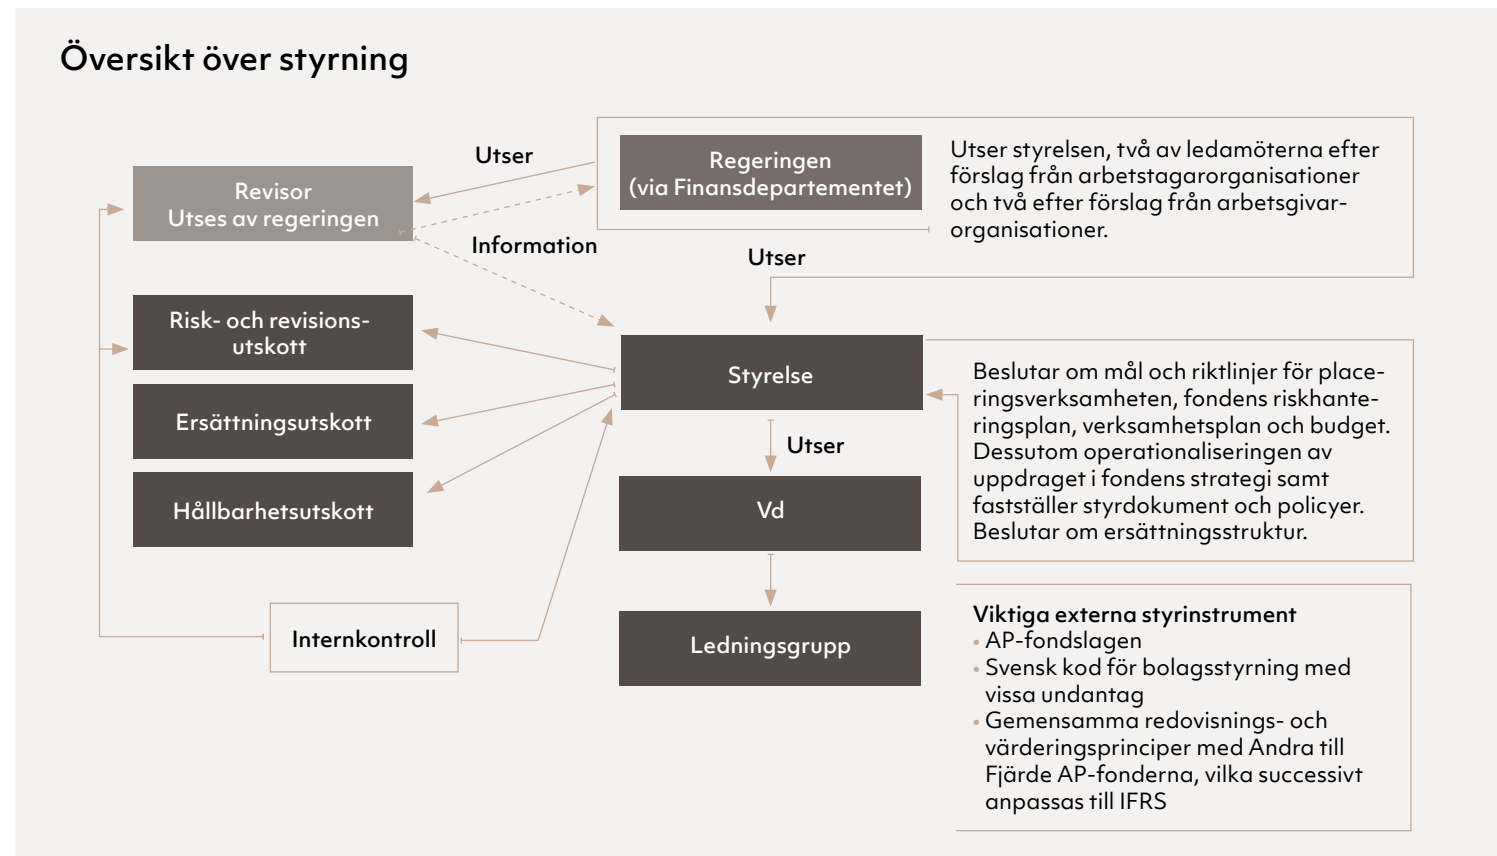 Översikt över styrning
Utser
Revisor
Utses av regeringen
Regeringen
(via Finansdepartementet)
Utser styrelsen, två av ledamöterna efter
förslag från arbetstagarorganisationer
och två efter förslag från arbetsgivar-
organisationer.
Information
Utser
Risk- och revisions-
utskott
Ersättningsutskott
Hållbarhetsutskott
Styrelse
Beslutar om mål och riktlinjer för place-
ringsverksamheten, fondens riskhante-
ringsplan, verksamhetsplan och budget.
Dessutom operationaliseringen av
uppdraget i fondens strategi samt
fastställer styrdokument och policyer.
Beslutar om ersättningsstruktur.
Utser
Vd
Internkontroll
Ledningsgrupp
Viktiga externa styrinstrument
• AP-fondslagen
• Svensk kod för bolagsstyrning med
vissa undantag
• Gemensamma redovisnings- och
värderingsprinciper med Andra till
Fjärde AP-fonderna, vilka successivt
anpassas till IFRS